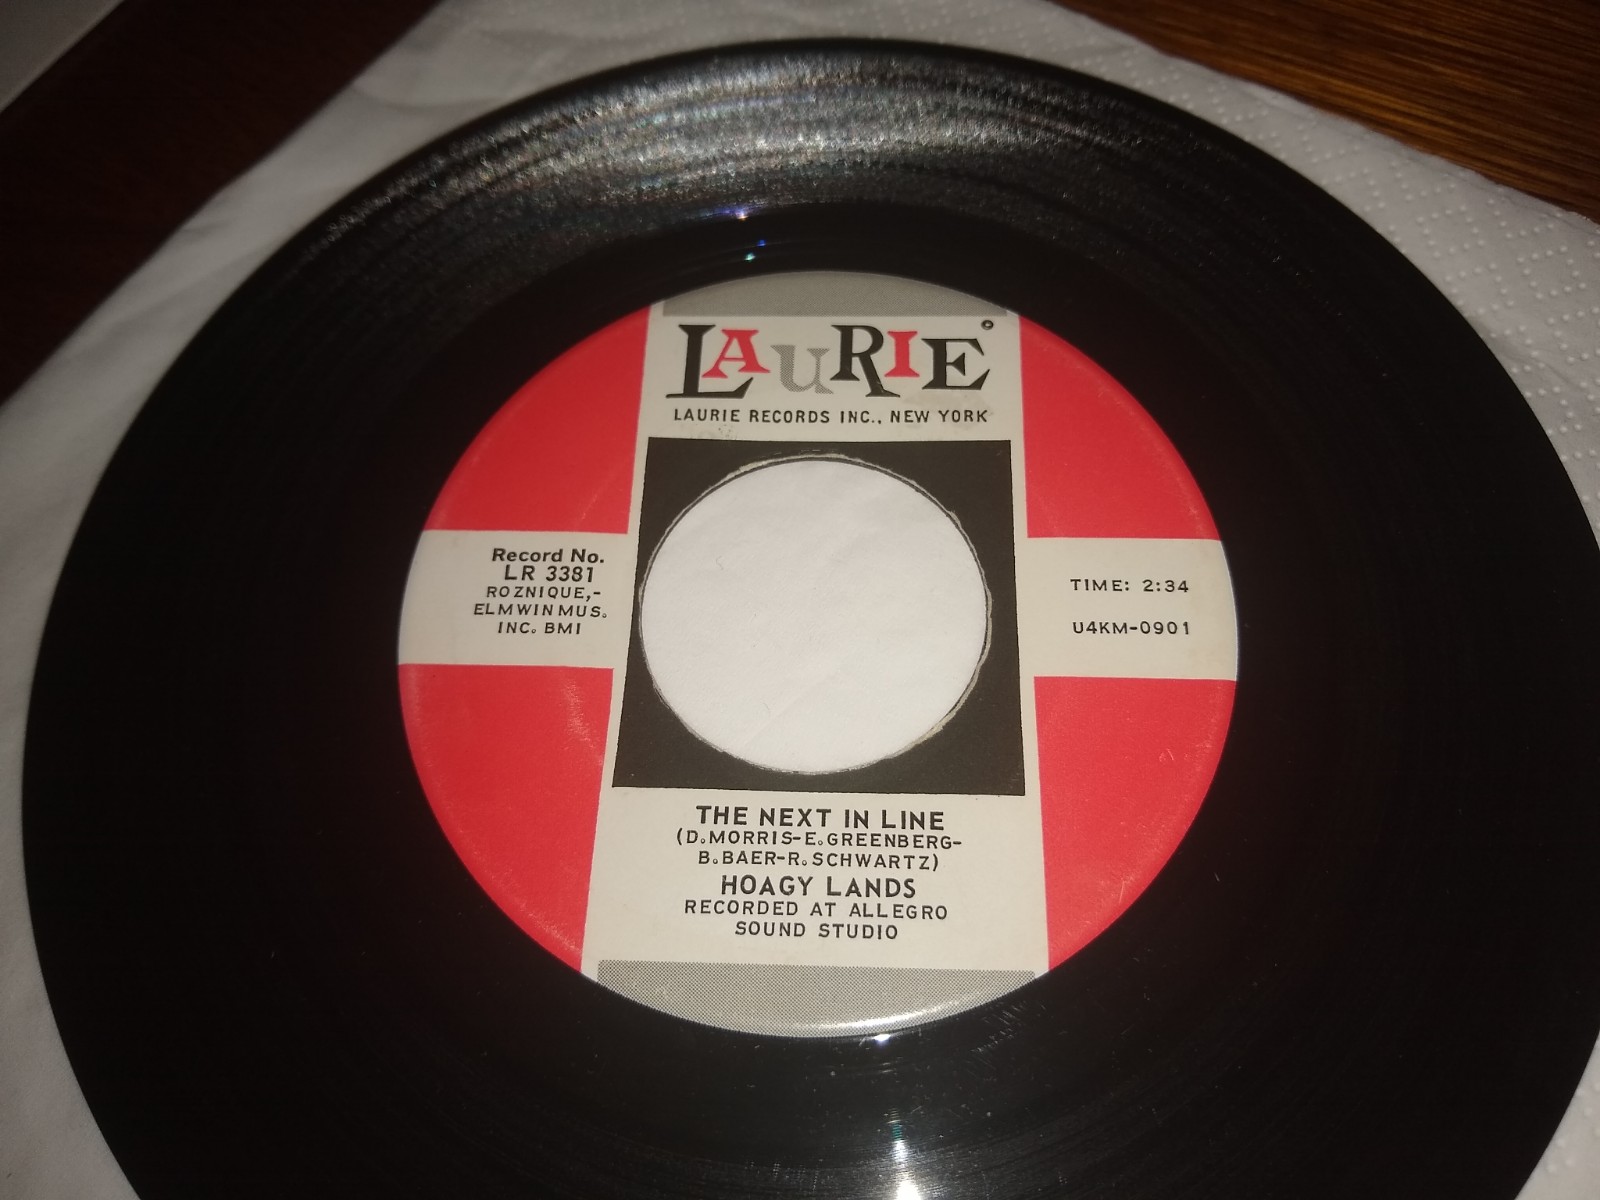 LAuRIE
LAURIE RECORDS INC., NEW YORK
Record No.
LR 3381
ROZNIQUE,-
ELMWIN MUS.
INC. BMI
TIME: 2:34
U4KM-0901
THE NEXT IN LINE
(D.MORRIS-E.GREENBERG-
B.BAER-R.SCHWARTZ)
HOAGY LANDS
RECORDED AT ALLEGRO
SOUND STUDIO